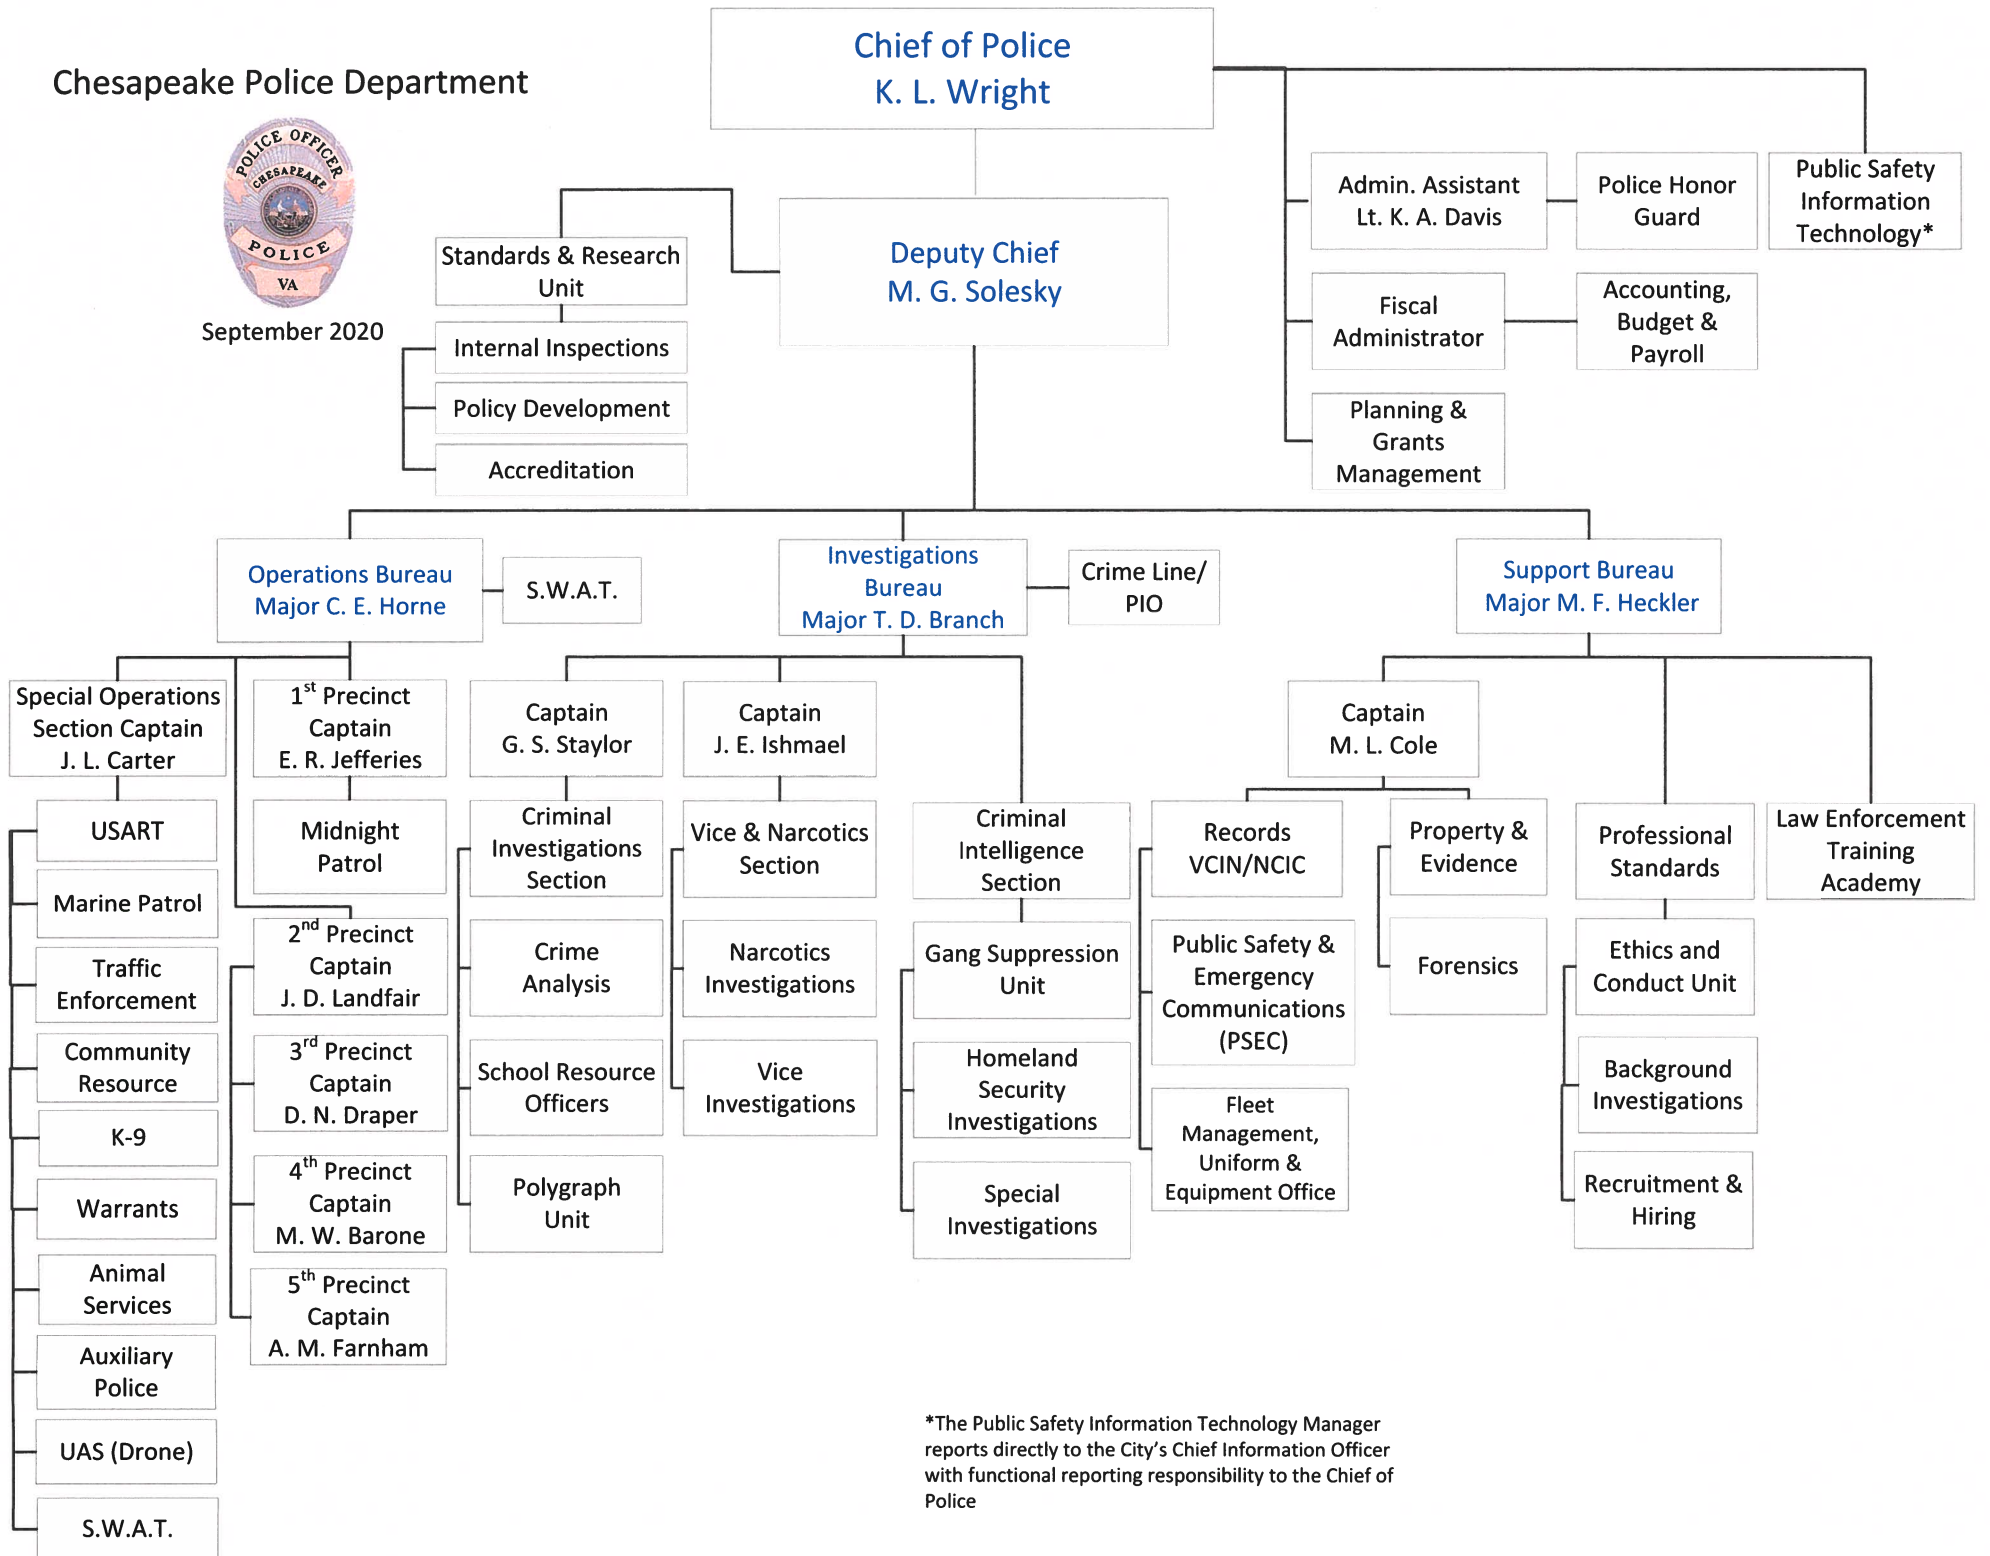 Chief of Police
K. L. Wright
Chesapeake Police Department
POLICE OFFICER
CHESAPEAKE
POLICE
VA
September 2020
Admin. Assistant
Lt. K. A. Davis
Police Honor
Guard
Public Safety
Information
Technology*
Fiscal
Administrator
Accounting,
Budget &
Payroll
Planning &
Grants
Management
Deputy Chief
M. G. Solesky
Standards & Research
Unit
Internal Inspections
Policy Development
Accreditation
Operations Bureau
Major C. E. Horne
S.W.A.T.
Investigations
Bureau
Major T. D. Branch
Crime Line/
PIO
Support Bureau
Major M. F. Heckler
Special Operations
Section Captain
J. L. Carter
USART
Marine Patrol
Traffic
Enforcement
Community
Resource
K-9
Warrants
Animal
Services
Auxiliary
Police
UAS (Drone)
S.W.A.T.
1st Precinct
Captain
E. R. Jefferies
Midnight
Patrol
2nd Precinct
Captain
J. D. Landfair
3rd Precinct
Captain
D. N. Draper
4th Precinct
Captain
M. W. Barone
5th Precinct
Captain
A. M. Farnham
Captain
G. S. Staylor
Criminal
Investigations
Section
Crime
Analysis
School Resource
Officers
Polygraph
Unit
Captain
J. E. Ishmael
Vice & Narcotics
Section
Narcotics
Investigations
Vice
Investigations
Criminal
Intelligence
Section
Gang Suppression
Unit
Homeland
Security
Investigations
Special
Investigations
Captain
M. L. Cole
Records
VCIN/NCIC
Public Safety &
Emergency
Communications
(PSEC)
Fleet
Management,
Uniform &
Equipment Office
Property &
Evidence
Forensics
Professional
Standards
Ethics and
Conduct Unit
Background
Investigations
Recruitment &
Hiring
Law Enforcement
Training
Academy
*The Public Safety Information Technology Manager
reports directly to the City's Chief Information Officer
with functional reporting responsibility to the Chief of
Police